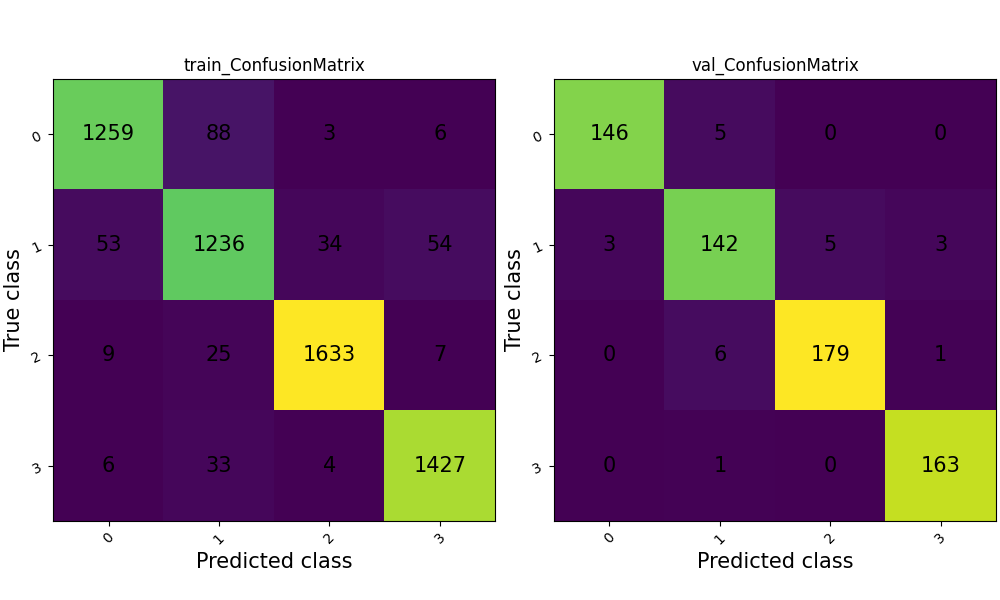 train_ConfusionMatrix
True class
0 1259 88 3 6
1 53 1236 34 54
2 9 25 1633 7
3 6 33 4 1427
0 1 2 3
Predicted class
val_ConfusionMatrix
True class
0 146 5 0 0
1 3 142 5 3
2 0 6 179 1
3 0 1 0 163
0 1 2 3
Predicted class